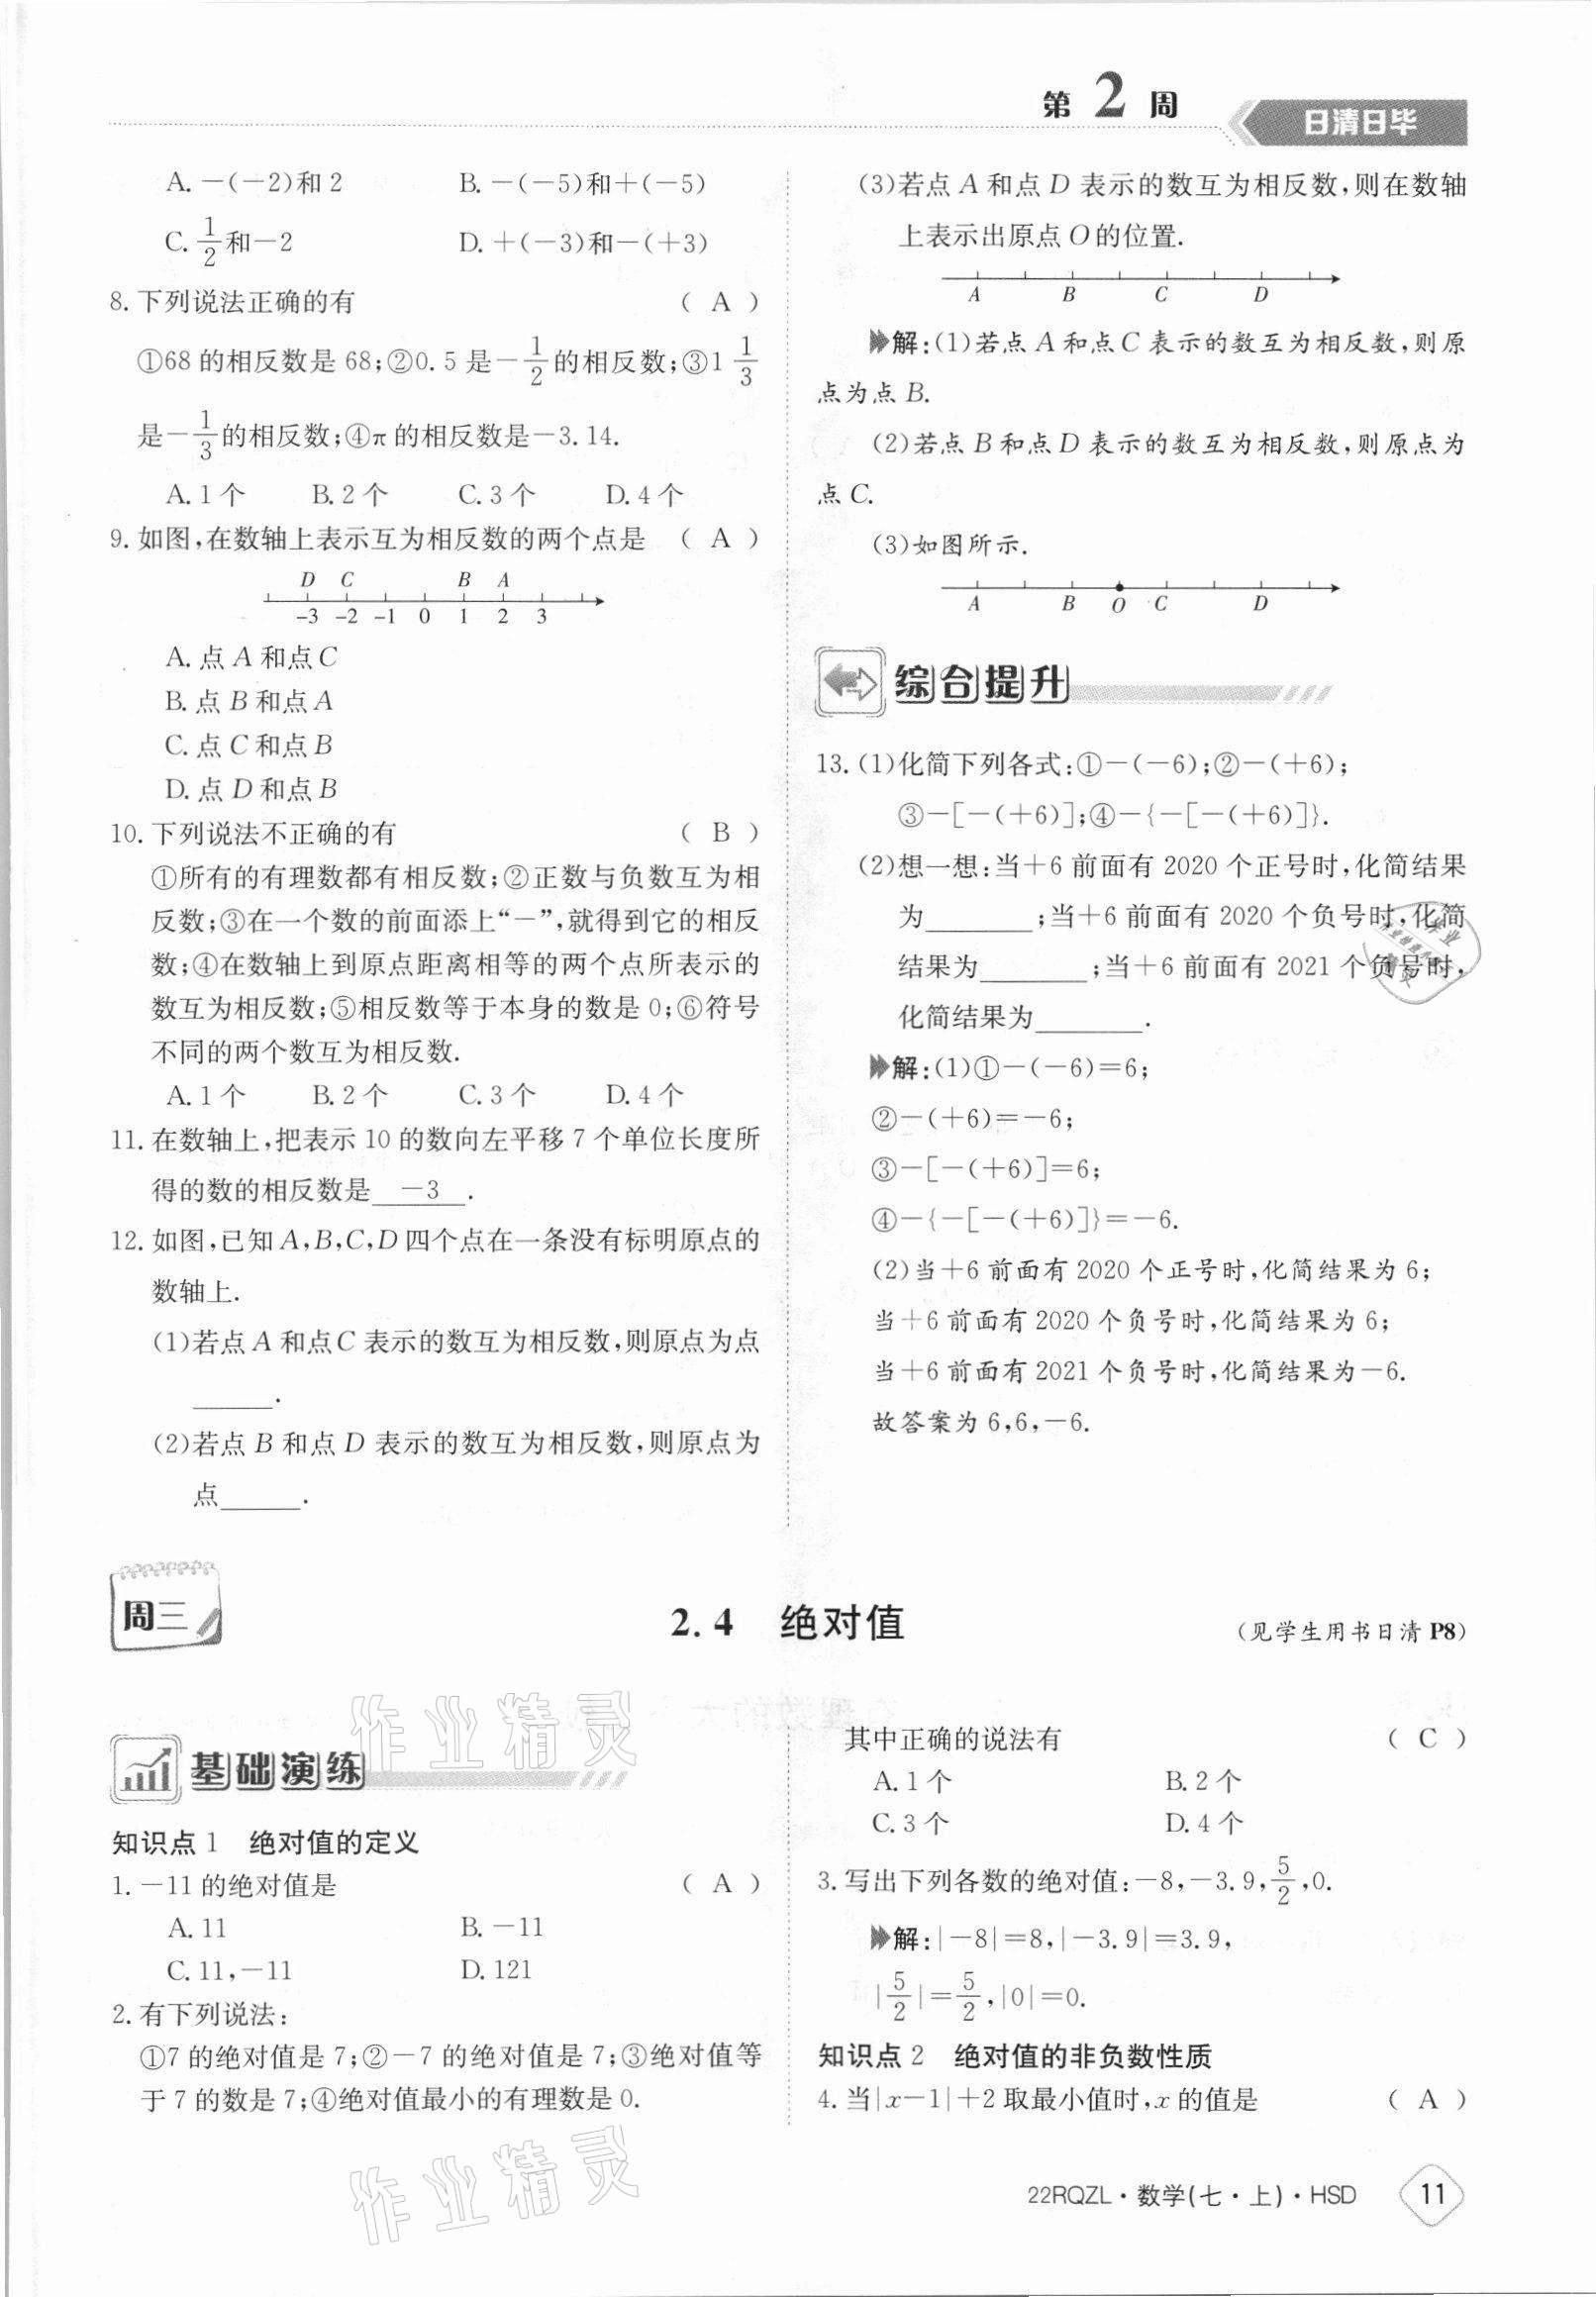 第2周
日清日毕
A. －(－2)和 2　B. －(－5)和＋(－5)
C. 1/2 和－2　D. ＋(－3)和－(＋3)
8. 下列说法正确的有 ( A )
①68 的相反数是 68;②0.5 是－1/2 的相反数;③1 1/3
是－1/3 的相反数;④π 的相反数是－3.14.
A. 1 个　B. 2 个　C. 3 个　D. 4 个
9. 如图,在数轴上表示互为相反数的两个点是 ( A )
D C B A
-3 -2 -1 0 1 2 3
A. 点 A 和点 C
B. 点 B 和点 A
C. 点 C 和点 B
D. 点 D 和点 B
10. 下列说法不正确的有 ( B )
①所有的有理数都有相反数;②正数与负数互为相
反数;③在一个数的前面添上“－”,就得到它的相反
数;④在数轴上到原点距离相等的两个点所表示的
数互为相反数;⑤相反数等于本身的数是 0;⑥符号
不同的两个数互为相反数.
A. 1 个　B. 2 个　C. 3 个　D. 4 个
11. 在数轴上,把表示 10 的数向左平移 7 个单位长度所
得的数的相反数是 －3 .
12. 如图,已知 A,B,C,D 四个点在一条没有标明原点的
数轴上.
(1)若点 A 和点 C 表示的数互为相反数,则原点为点
______.
(2)若点 B 和点 D 表示的数互为相反数,则原点为
点______.
(3)若点 A 和点 D 表示的数互为相反数,则在数轴
上表示出原点 O 的位置.
A B C D
解:(1)若点 A 和点 C 表示的数互为相反数,则原
点为点 B.
(2)若点 B 和点 D 表示的数互为相反数,则原点为
点 C.
(3)如图所示.
A B O C D
综合提升
13. (1)化简下列各式:①－(－6);②－(＋6);
③－[－(＋6)];④－{－[－(＋6)]}.
(2)想一想:当＋6 前面有 2020 个正号时,化简结果
为________;当＋6 前面有 2020 个负号时,化简
结果为________;当＋6 前面有 2021 个负号时,
化简结果为________.
解:(1)①－(－6)＝6;
②－(＋6)＝－6;
③－[－(＋6)]＝6;
④－{－[－(＋6)]}＝－6.
(2)当＋6 前面有 2020 个正号时,化简结果为 6;
当＋6 前面有 2020 个负号时,化简结果为 6;
当＋6 前面有 2021 个负号时,化简结果为－6.
故答案为 6,6,－6.
周三
2.4　绝对值
(见学生用书日清 P8)
基础演练
知识点 1　绝对值的定义
1. －11 的绝对值是 ( A )
A. 11　B. －11
C. 11,－11　D. 121
2. 有下列说法:
①7 的绝对值是 7;②－7 的绝对值是 7;③绝对值等
于 7 的数是 7;④绝对值最小的有理数是 0.
其中正确的说法有 ( C )
A. 1 个　B. 2 个
C. 3 个　D. 4 个
3. 写出下列各数的绝对值:－8,－3.9,5/2,0.
解:|－8|＝8,|－3.9|＝3.9,
|5/2|＝5/2,|0|＝0.
知识点 2　绝对值的非负数性质
4. 当|x－1|＋2 取最小值时,x 的值是 ( A )
作业精灵
作业精灵
22RQZL·数学(七·上)·HSD
11